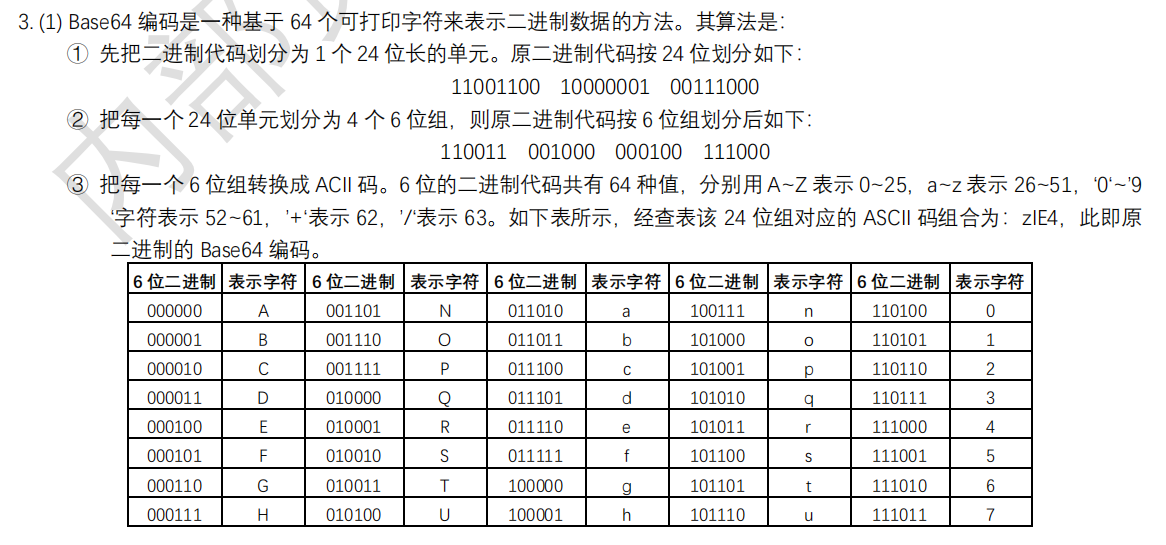 3. (1) Base64 编码是一种基于 64 个可打印字符来表示二进制数据的方法。其算法是：
① 先把二进制代码划分为 1 个 24 位长的单元。原二进制代码按 24 位划分如下：
11001100 10000001 00111000
② 把每一个 24 位单元划分为 4 个 6 位组，则原二进制代码按 6 位组划分后如下：
110011 001000 000100 111000
③ 把每一个 6 位组转换成 ACII 码。6 位的二进制代码共有 64 种值，分别用 A~Z 表示 0~25，a~z 表示 26~51，‘0‘~’9
‘字符表示 52~61，’+‘表示 62，’/‘表示 63。如下表所示，经查表该 24 位组对应的 ASCII 码组合为：zIE4，此即原
二进制的 Base64 编码。
6 位二进制 表示字符 6 位二进制 表示字符 6 位二进制 表示字符 6 位二进制 表示字符 6 位二进制 表示字符
000000 A 001101 N 011010 a 100111 n 110100 0
000001 B 001110 O 011011 b 101000 o 110101 1
000010 C 001111 P 011100 c 101001 p 110110 2
000011 D 010000 Q 011101 d 101010 q 110111 3
000100 E 010001 R 011110 e 101011 r 111000 4
000101 F 010010 S 011111 f 101100 s 111001 5
000110 G 010011 T 100000 g 101101 t 111010 6
000111 H 010100 U 100001 h 101110 u 111011 7
内部